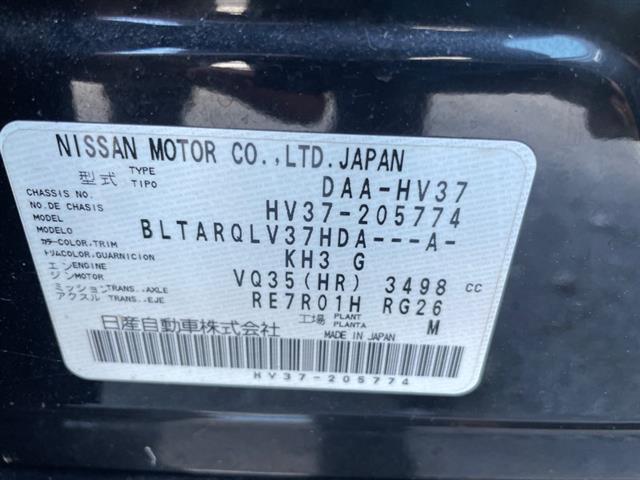 NISSAN MOTOR CO.,LTD.JAPAN
型式 TYPE TIPO DAA-HV37
CHASSIS NO. NO.DE CHASIS HV37-205774
MODEL MODELO BLTARQLV37HDA---A-
カラー COLOR,TRIM トリム COLOR,GUARNICION KH3 G
エンジン ENGINE MOTOR VQ35(HR) 3498 cc
ミッション TRANS.,AXLE アクスル TRANS.,EJE RE7R01H RG26
工場 PLANT PLANTA M
日産自動車株式会社 MADE IN JAPAN
HV37-205774